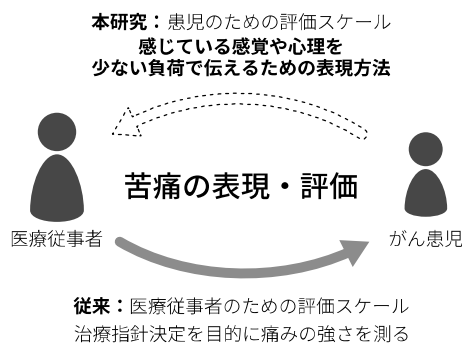 本研究：患児のための評価スケール
感じている感覚や心理を
少ない負荷で伝えるための表現方法
苦痛の表現・評価
医療従事者
がん患児
従来：医療従事者のための評価スケール
治療指針決定を目的に痛みの強さを測る